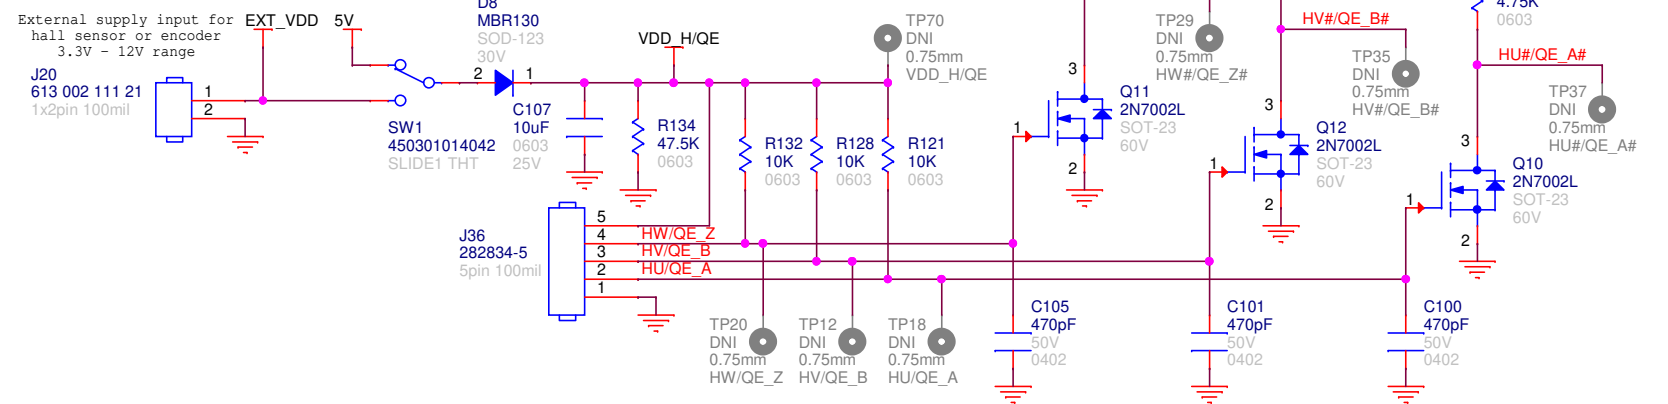 External supply input for
hall sensor or encoder
3.3V - 12V range
EXT_VDD
5V
J20
613 002 111 21
1x2pin 100mil
1
2
SW1
450301014042
SLIDE1 THT
D8
MBR130
SOD-123
30V
2
1
VDD_H/QE
C107
10uF
0603
25V
R134
47.5K
0603
R132
10K
0603
R128
10K
0603
R121
10K
0603
TP70
DNI
0.75mm
VDD_H/QE
J36
282834-5
5pin 100mil
5
4
3
2
1
HW/QE_Z
HV/QE_B
HU/QE_A
TP20
DNI
0.75mm
HW/QE_Z
TP12
DNI
0.75mm
HV/QE_B
TP18
DNI
0.75mm
HU/QE_A
TP29
DNI
0.75mm
HW#/QE_Z#
3
Q11
2N7002L
SOT-23
60V
1
2
C105
470pF
50V
0402
HV#/QE_B#
TP35
DNI
0.75mm
HV#/QE_B#
3
Q12
2N7002L
SOT-23
60V
1
2
C101
470pF
50V
0402
4.75K
0603
HU#/QE_A#
TP37
DNI
0.75mm
HU#/QE_A#
3
Q10
2N7002L
SOT-23
60V
1
2
C100
470pF
50V
0402